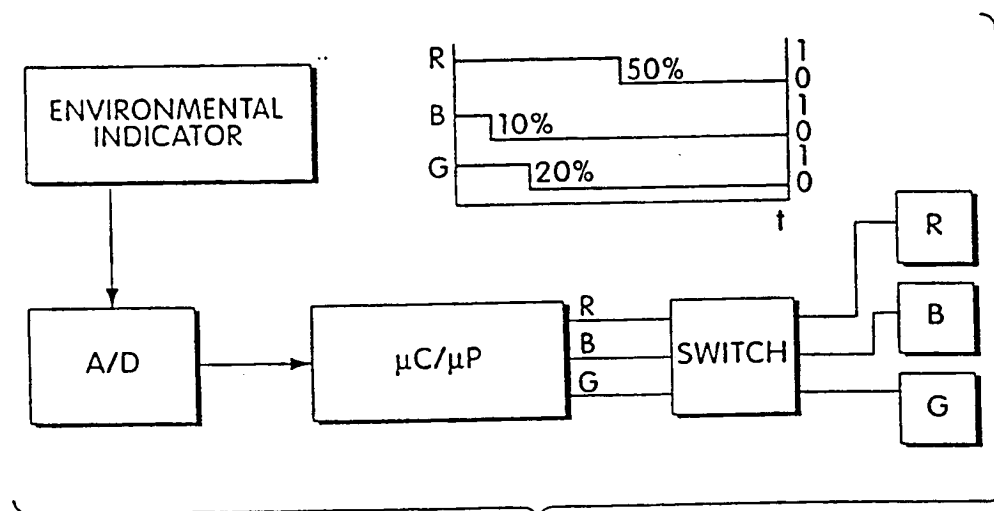 ENVIRONMENTAL
INDICATOR
R
50%
1
0
B
10%
1
0
G
20%
1
0
t
A/D
μC/μP
R
B
G
SWITCH
R
B
G